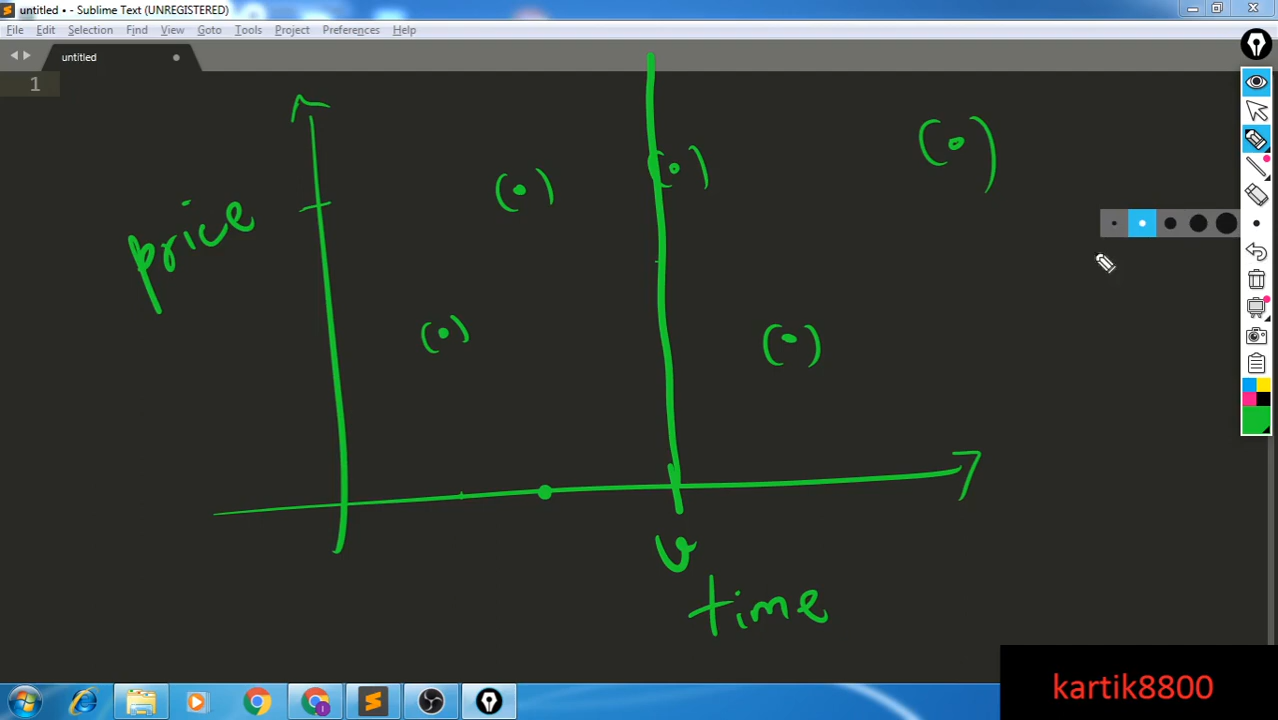 untitled • - Sublime Text (UNREGISTERED)
File Edit Selection Find View Goto Tools Project Preferences Help
untitled
1
price
v
time
kartik8800